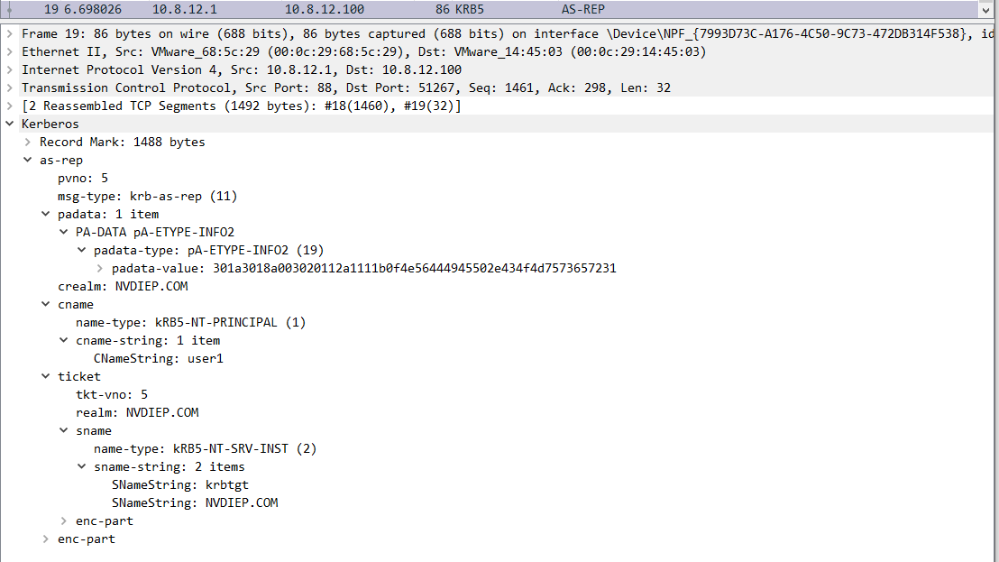 19 6.698026 10.8.12.1 10.8.12.100 86 KRB5 AS-REP
Frame 19: 86 bytes on wire (688 bits), 86 bytes captured (688 bits) on interface \Device\NPF_{7993D73C-A176-4C50-9C73-472DB314F538}, id
Ethernet II, Src: VMware_68:5c:29 (00:0c:29:68:5c:29), Dst: VMware_14:45:03 (00:0c:29:14:45:03)
Internet Protocol Version 4, Src: 10.8.12.1, Dst: 10.8.12.100
Transmission Control Protocol, Src Port: 88, Dst Port: 51267, Seq: 1461, Ack: 298, Len: 32
[2 Reassembled TCP Segments (1492 bytes): #18(1460), #19(32)]
Kerberos
Record Mark: 1488 bytes
as-rep
pvno: 5
msg-type: krb-as-rep (11)
padata: 1 item
PA-DATA pA-ETYPE-INFO2
padata-type: pA-ETYPE-INFO2 (19)
padata-value: 301a3018a003020112a1111b0f4e56444945502e434f4d7573657231
crealm: NVDIEP.COM
cname
name-type: kRB5-NT-PRINCIPAL (1)
cname-string: 1 item
CNameString: user1
ticket
tkt-vno: 5
realm: NVDIEP.COM
sname
name-type: kRB5-NT-SRV-INST (2)
sname-string: 2 items
SNameString: krbtgt
SNameString: NVDIEP.COM
enc-part
enc-part